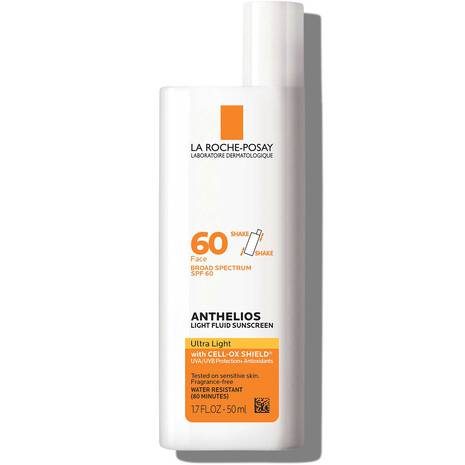 LA ROCHE-POSAY
LABORATOIRE DERMATOLOGIQUE
60
SHAKE
SHAKE
Face
BROAD SPECTRUM
SPF 60
ANTHELIOS
LIGHT FLUID SUNSCREEN
Ultra Light
with CELL-OX SHIELD®
UVA/UVB Protection + Antioxidants
Tested on sensitive skin.
Fragrance-free
WATER RESISTANT
(80 MINUTES)
1.7 FL.OZ - 50 ml